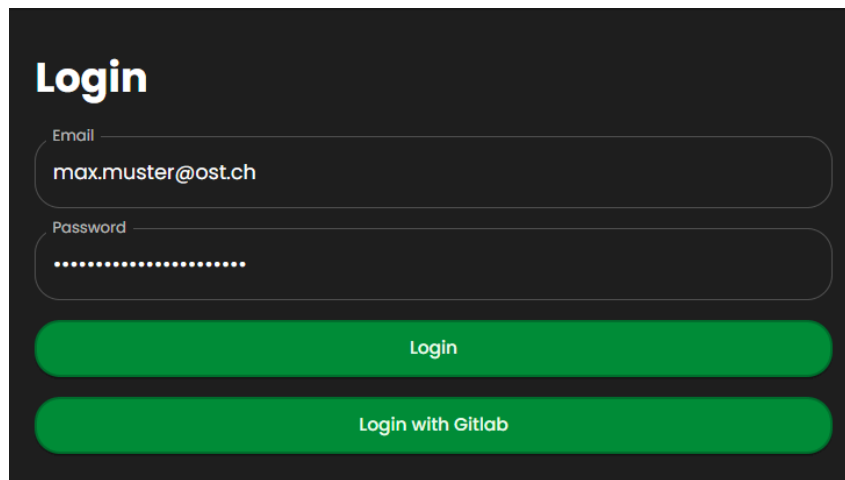 Login
Email
max.muster@ost.ch
Password
•••••••••••••••••••••••
Login
Login with Gitlab